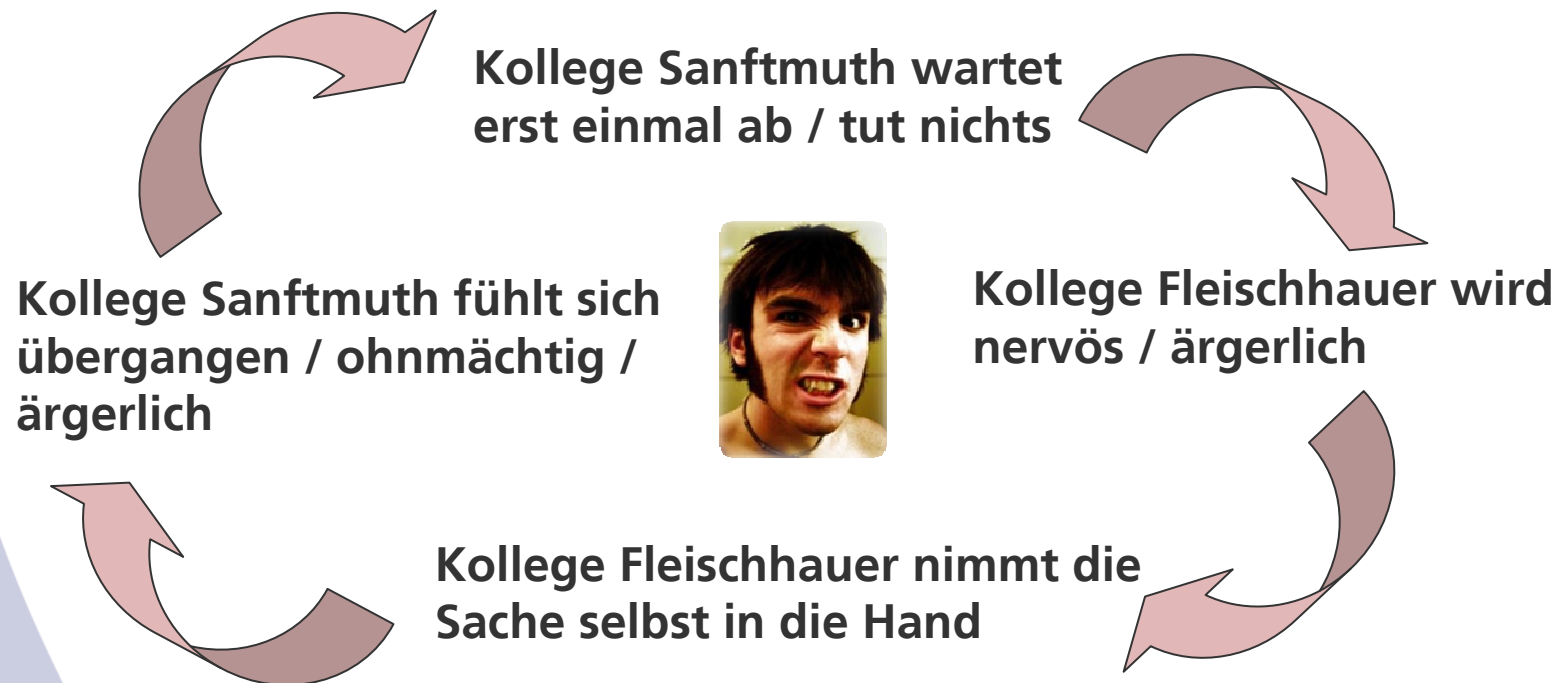 Kollege Sanftmuth wartet
erst einmal ab / tut nichts
Kollege Fleischhauer wird
nervös / ärgerlich
Kollege Fleischhauer nimmt die
Sache selbst in die Hand
Kollege Sanftmuth fühlt sich
übergangen / ohnmächtig /
ärgerlich